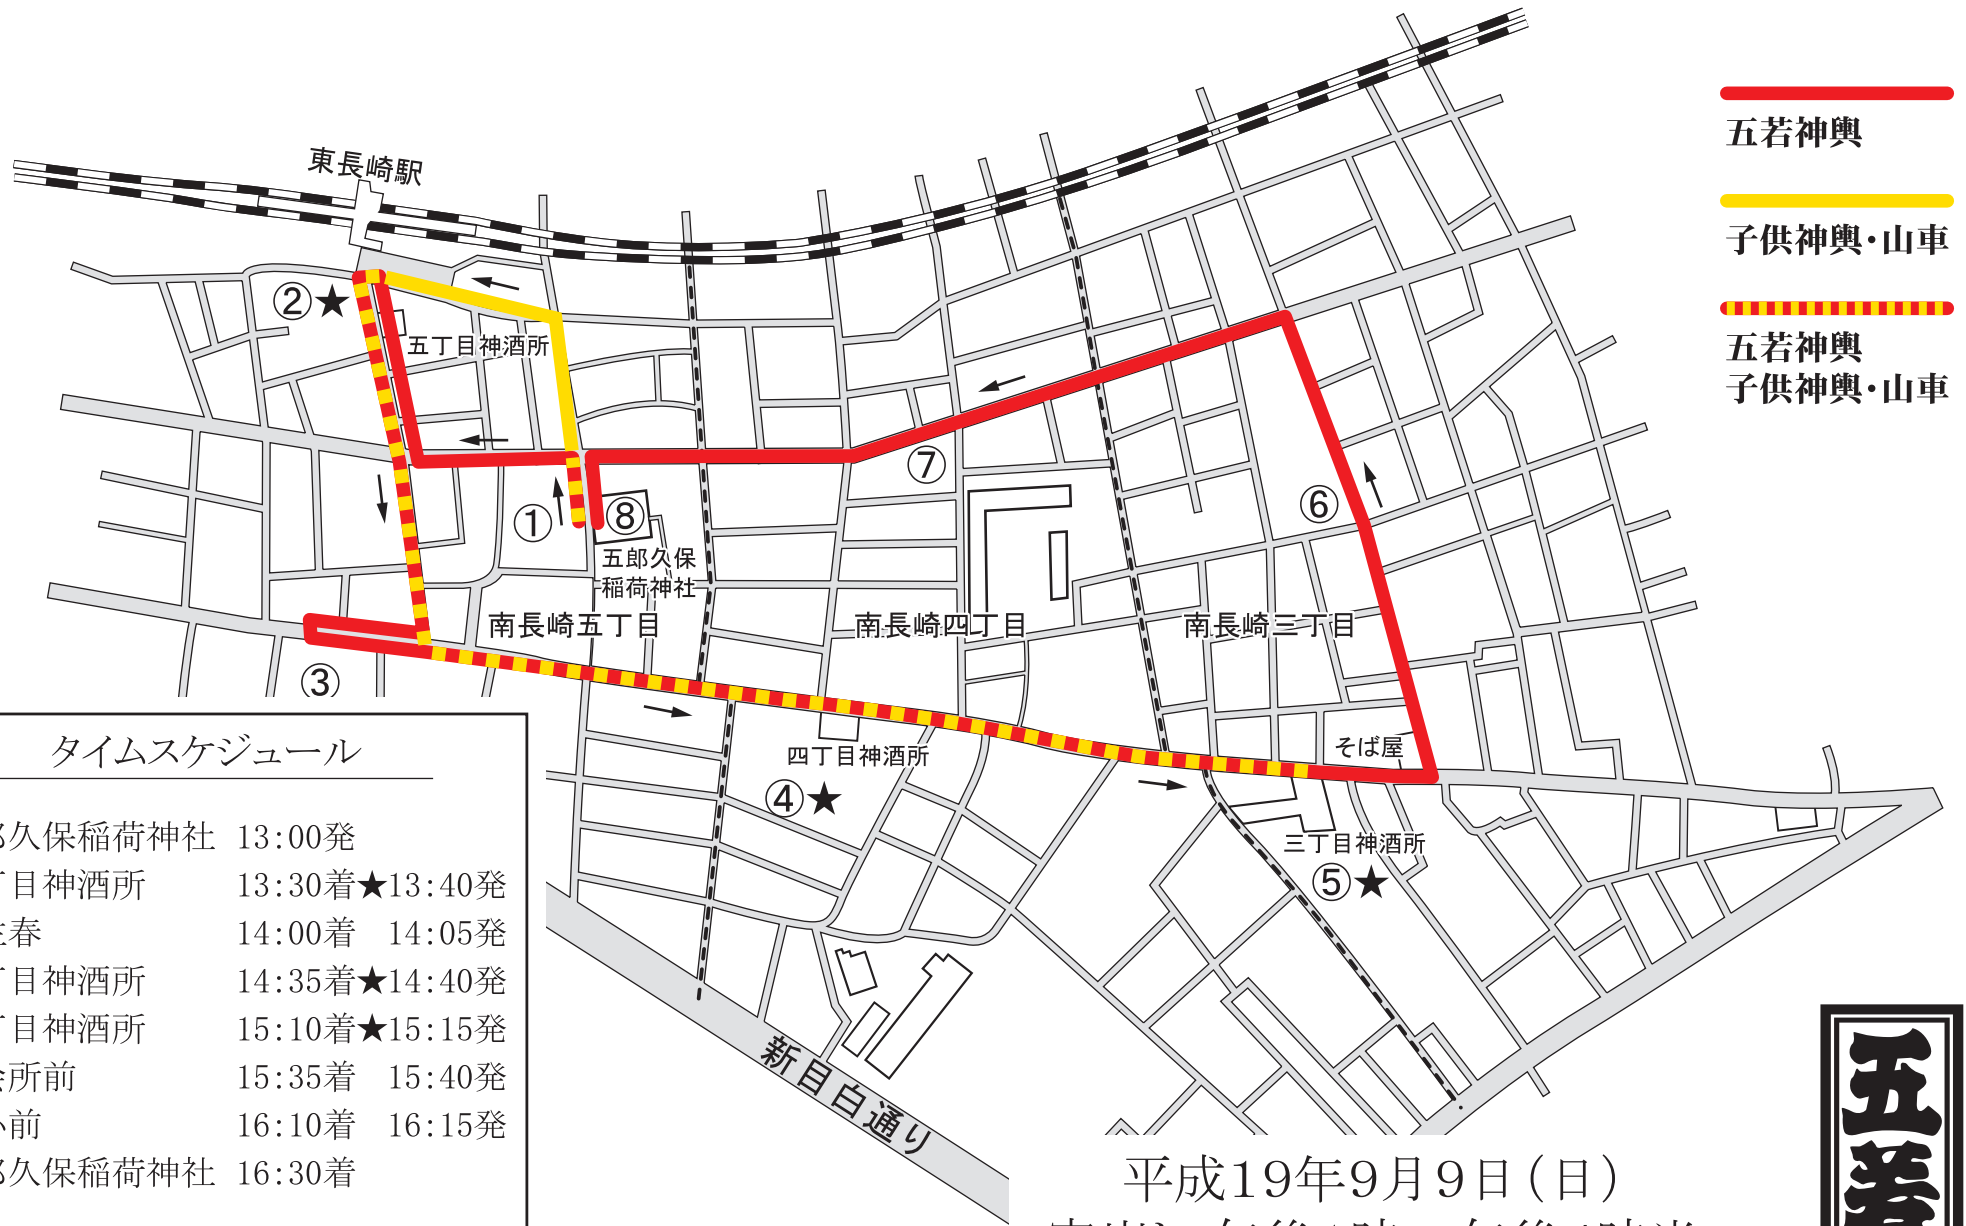 東長崎駅
五若神輿
子供神輿・山車
五若神輿
子供神輿・山車
②★
五丁目神酒所
⑦
⑥
①
⑧
五郎久保
稲荷神社
南長崎五丁目
南長崎四丁目
南長崎三丁目
③
そば屋
四丁目神酒所
④★
三丁目神酒所
⑤★
新目白通り
タイムスケジュール
久保稲荷神社 13:00発
目神酒所 13:30着★13:40発
春 14:00着 14:05発
目神酒所 14:35着★14:40発
目神酒所 15:10着★15:15発
所前 15:35着 15:40発
前 16:10着 16:15発
久保稲荷神社 16:30着
平成19年9月9日(日)
五若